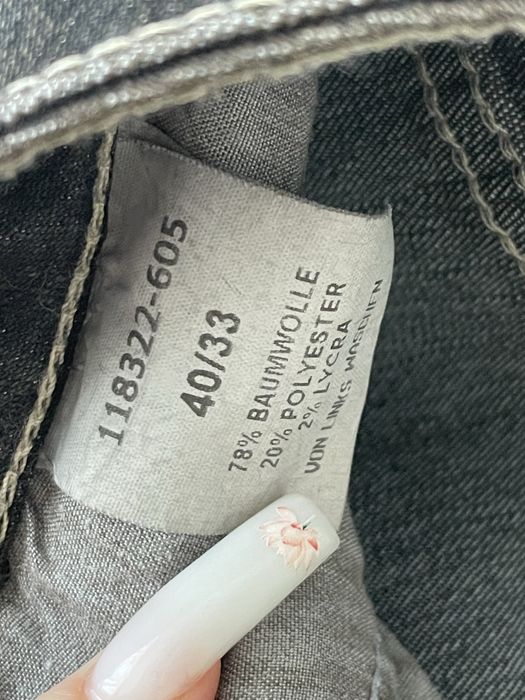 118322-605
40/33
78% BAUMWOLLE
20% POLYESTER
2% LYCRA
VON LINKS WASCHEN